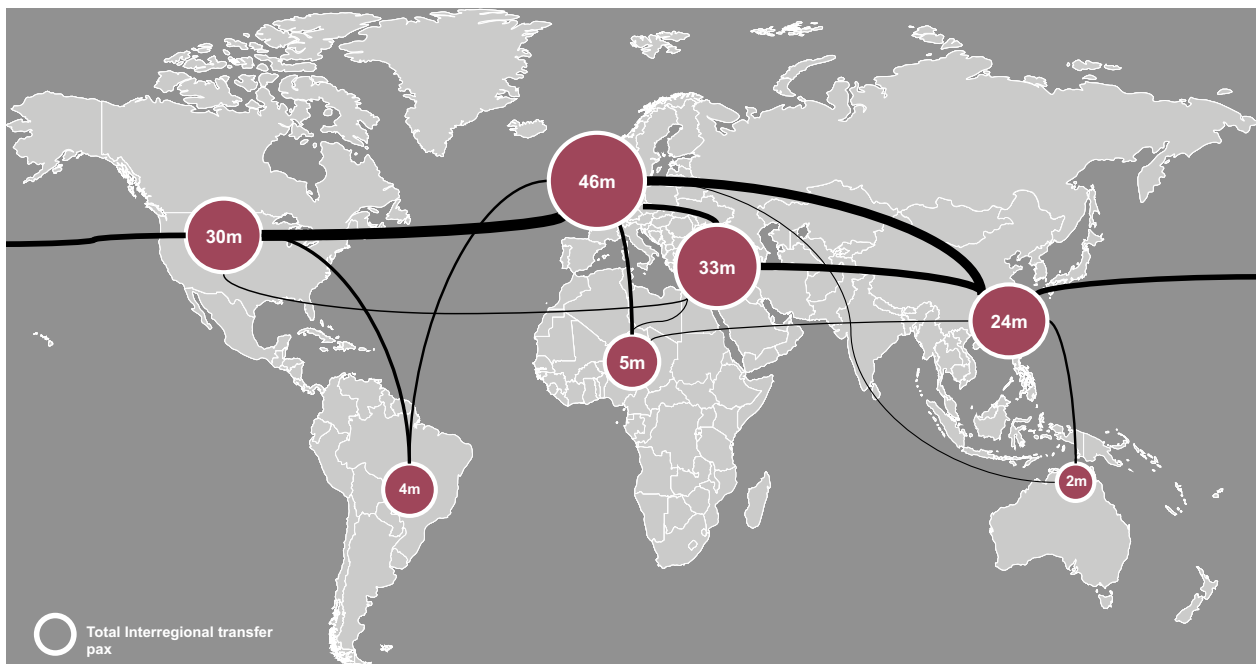 46m
30m
33m
24m
5m
4m
2m
Total Interregional transfer
pax